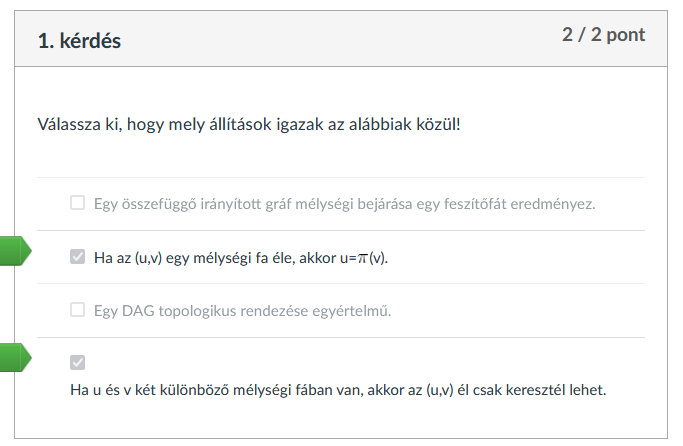 1. kérdés
2 / 2 pont
Válassza ki, hogy mely állítások igazak az alábbiak közül!
Egy összefüggő irányított gráf mélységi bejárása egy feszítőfát eredményez.
Ha az (u,v) egy mélységi fa éle, akkor u=π(v).
Egy DAG topologikus rendezése egyértelmű.
Ha u és v két különböző mélységi fában van, akkor az (u,v) él csak keresztél lehet.